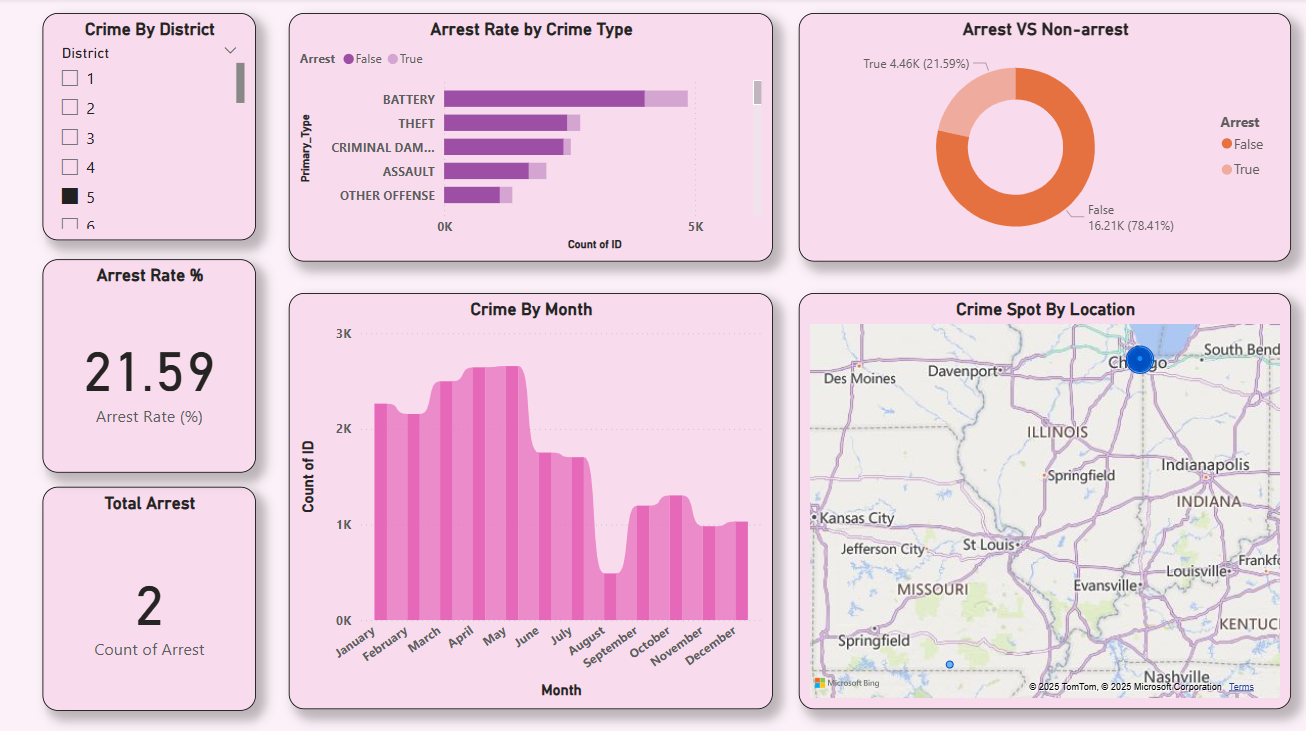 Crime By District
District
1
2
3
4
5
6
Arrest Rate by Crime Type
Arrest False True
Primary_Type
BATTERY
THEFT
CRIMINAL DAM...
ASSAULT
OTHER OFFENSE
0K 5K
Count of ID
Arrest VS Non-arrest
True 4.46K (21.59%)
False
16.21K (78.41%)
Arrest
False
True
Arrest Rate %
21.59
Arrest Rate (%)
Total Arrest
2
Count of Arrest
Crime By Month
Count of ID
3K
2K
1K
0K
January February March April May June July August September October November December
Month
Crime Spot By Location
South Bend
Davenport
Des Moines
ILLINOIS
Indianapolis
Springfield
INDIANA
Kansas City
St Louis
Jefferson City
Frankf
Louisville
Evansville
MISSOURI
KENTUC
Springfield
Nashville
Microsoft Bing
© 2025 TomTom, © 2025 Microsoft Corporation Terms